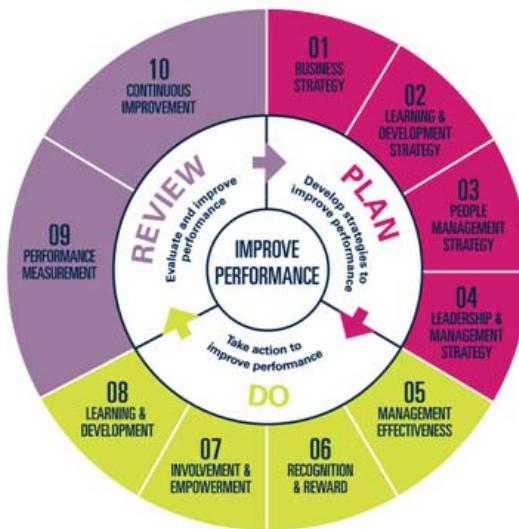 01
BUSINESS
STRATEGY
02
LEARNING &
DEVELOPMENT
STRATEGY
03
PEOPLE
MANAGEMENT
STRATEGY
04
LEADERSHIP &
MANAGEMENT
STRATEGY
05
MANAGEMENT
EFFECTIVENESS
06
RECOGNITION
& REWARD
07
INVOLVEMENT &
EMPOWERMENT
08
LEARNING &
DEVELOPMENT
09
PERFORMANCE
MEASUREMENT
10
CONTINUOUS
IMPROVEMENT
PLAN
Develop strategies to
improve performance
DO
Take action to
improve performance
REVIEW
Evaluate and improve
performance
IMPROVE
PERFORMANCE